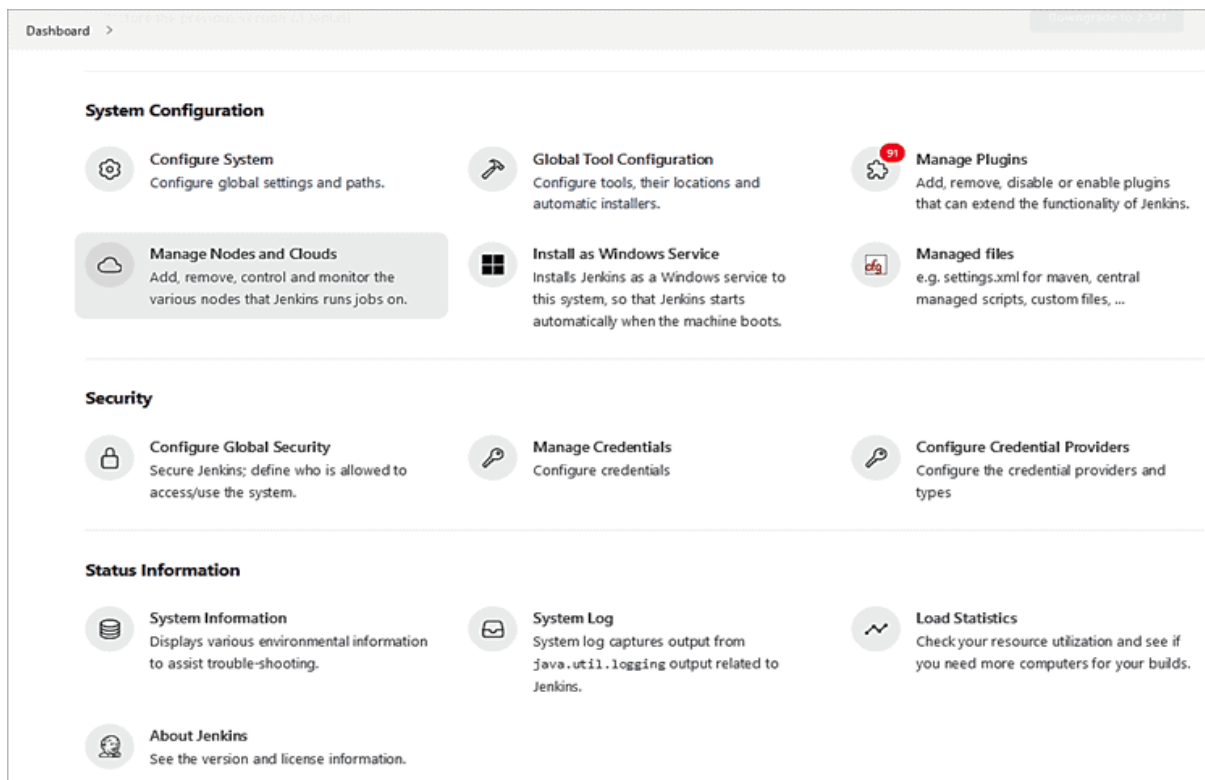 Dashboard >
System Configuration
Configure System
Configure global settings and paths.
Global Tool Configuration
Configure tools, their locations and
automatic installers.
91
Manage Plugins
Add, remove, disable or enable plugins
that can extend the functionality of Jenkins.
Manage Nodes and Clouds
Add, remove, control and monitor the
various nodes that Jenkins runs jobs on.
Install as Windows Service
Installs Jenkins as a Windows service to
this system, so that Jenkins starts
automatically when the machine boots.
cfg
Managed files
e.g. settings.xml for maven, central
managed scripts, custom files, ...
Security
Configure Global Security
Secure Jenkins; define who is allowed to
access/use the system.
Manage Credentials
Configure credentials
Configure Credential Providers
Configure the credential providers and
types
Status Information
System Information
Displays various environmental information
to assist trouble-shooting.
System Log
System log captures output from
java.util.logging output related to
Jenkins.
Load Statistics
Check your resource utilization and see if
you need more computers for your builds.
About Jenkins
See the version and license information.